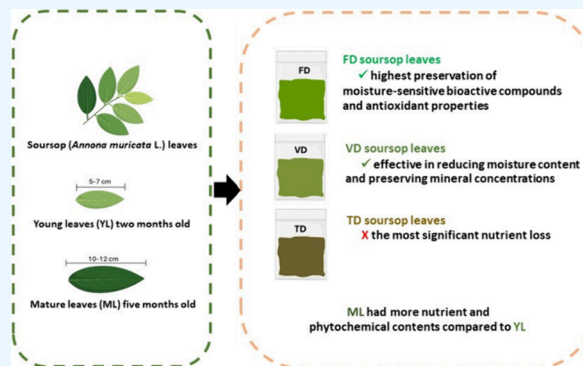 Soursop (Annona muricata L.) leaves
5-7 cm
Young leaves (YL) two months old
10-12 cm
Mature leaves (ML) five months old
FD
FD soursop leaves
✓ highest preservation of
moisture-sensitive bioactive compounds
and antioxidant properties
VD
VD soursop leaves
✓ effective in reducing moisture content
and preserving mineral concentrations
TD
TD soursop leaves
X the most significant nutrient loss
ML had more nutrient and
phytochemical contents compared to YL